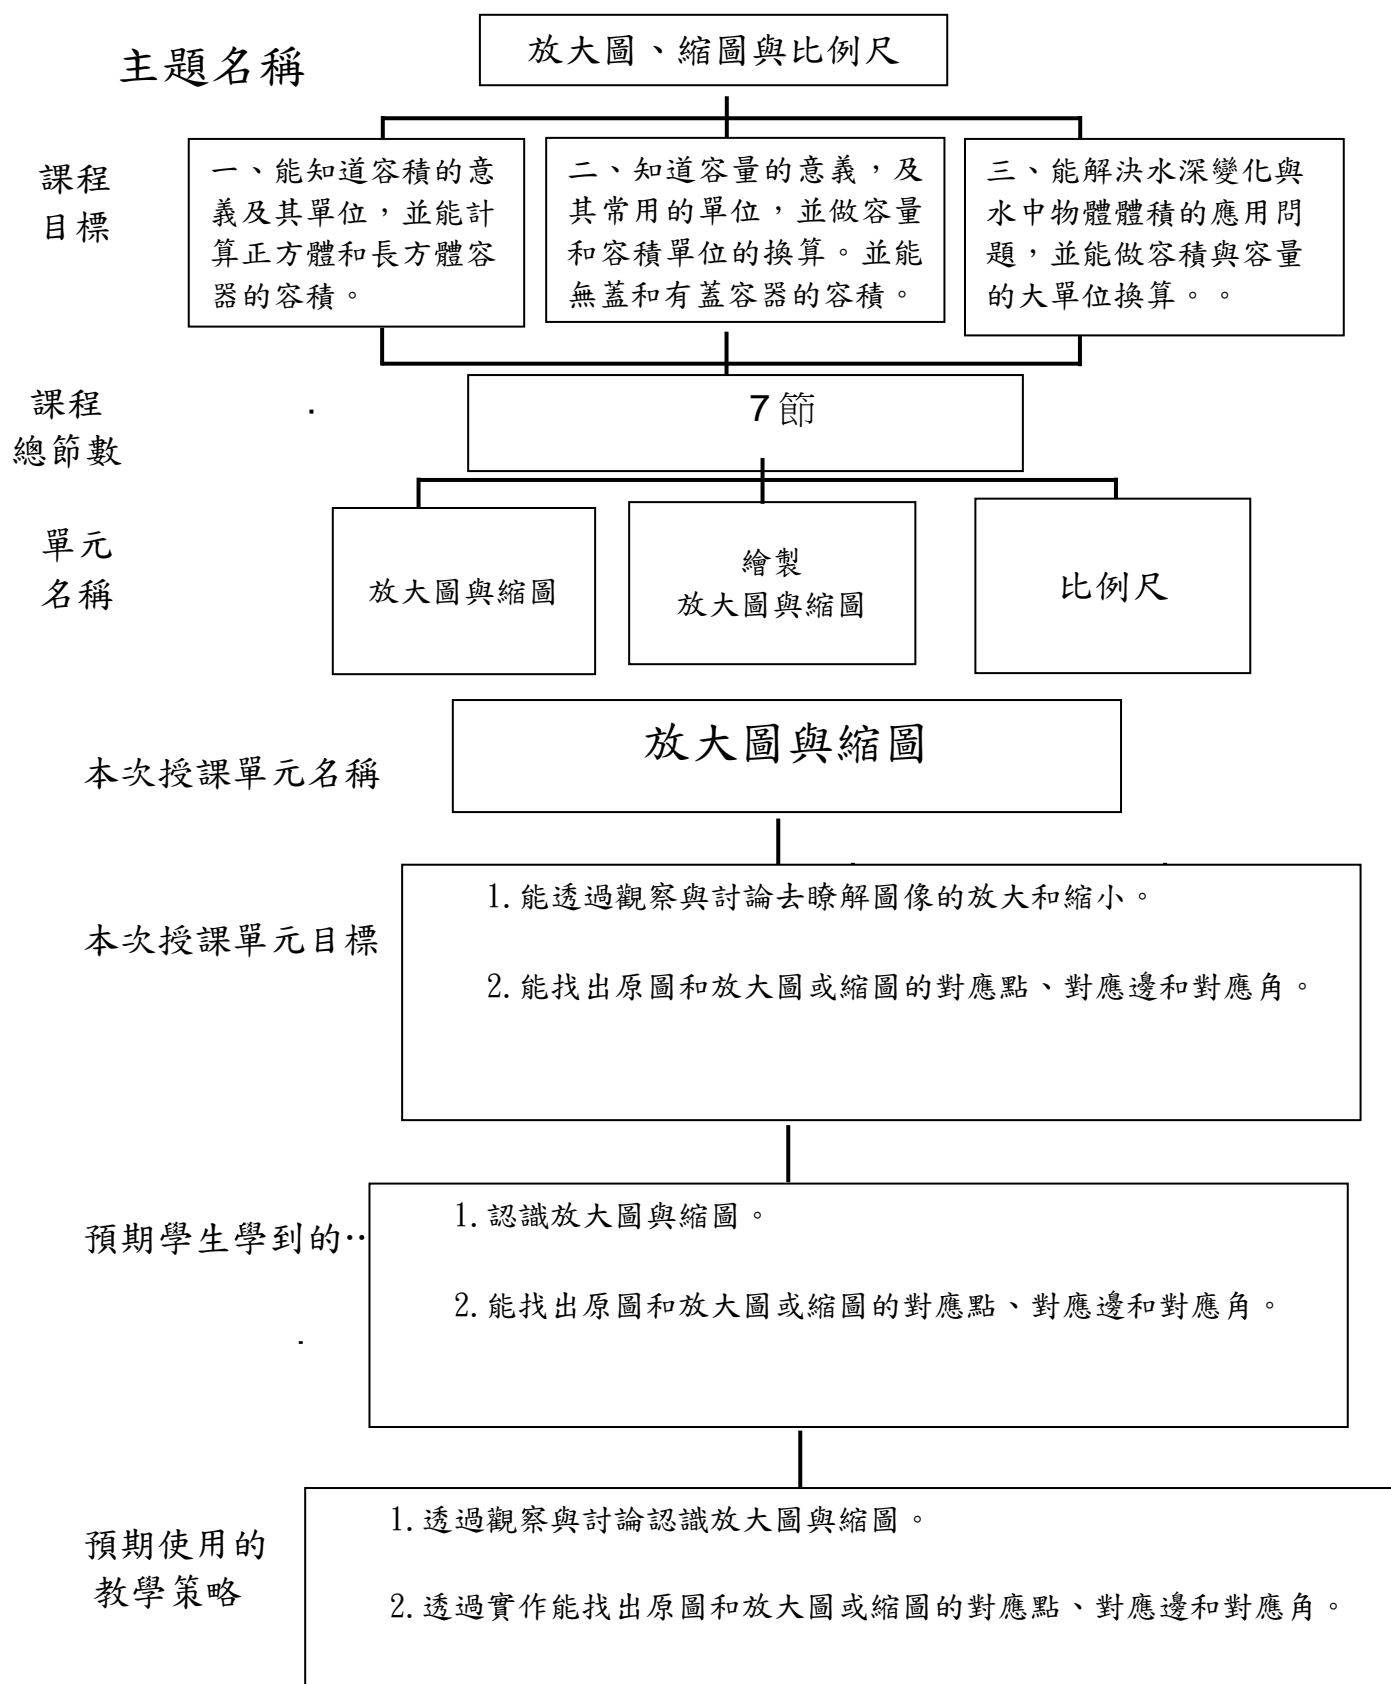 主題名稱
放大圖、縮圖與比例尺
課程
目標
一、能知道容積的意
義及其單位，並能計
算正方體和長方體容
器的容積。
二、知道容量的意義，及
其常用的單位，並做容量
和容積單位的換算。並能
無蓋和有蓋容器的容積。
三、能解決水深變化與
水中物體體積的應用問
題，並能做容積與容量
的大單位換算。。
課程
總節數
7節
單元
名稱
放大圖與縮圖
繪製
放大圖與縮圖
比例尺
本次授課單元名稱
放大圖與縮圖
本次授課單元目標
1.能透過觀察與討論去瞭解圖像的放大和縮小。
2.能找出原圖和放大圖或縮圖的對應點、對應邊和對應角。
預期學生學到的‥
1.認識放大圖與縮圖。
2.能找出原圖和放大圖或縮圖的對應點、對應邊和對應角。
預期使用的
教學策略
1.透過觀察與討論認識放大圖與縮圖。
2.透過實作能找出原圖和放大圖或縮圖的對應點、對應邊和對應角。